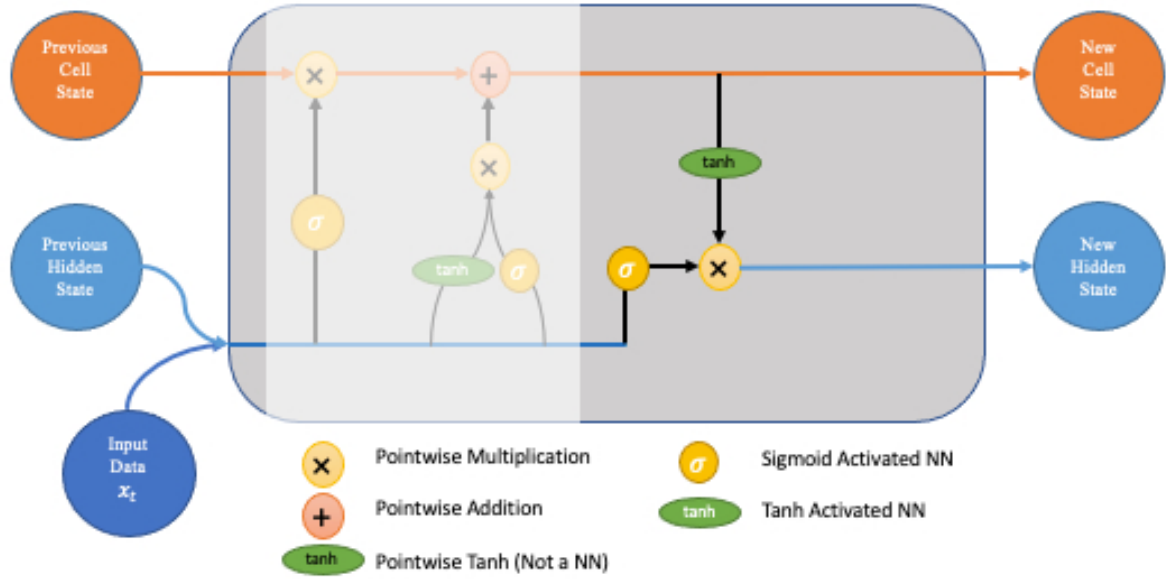 Previous
Cell
State
×
+
New
Cell
State
tanh
×
σ
Previous
Hidden
State
tanh
σ
σ
×
New
Hidden
State
Input
Data
xₜ
× Pointwise Multiplication
σ Sigmoid Activated NN
+ Pointwise Addition
tanh Tanh Activated NN
tanh Pointwise Tanh (Not a NN)